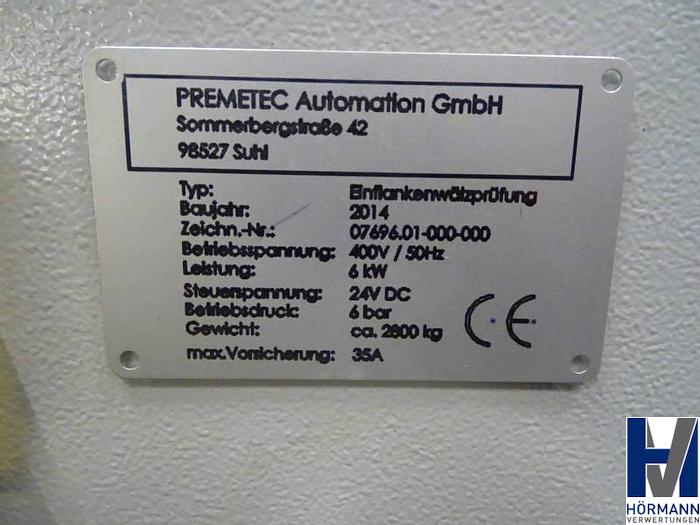 PREMETEC Automation GmbH
Sommerbergstraße 42
98527 Suhl
Typ: Einflankenwälzprüfung
Baujahr: 2014
Zeichn.-Nr.: 07696.01-000-000
Betriebsspannung: 400V / 50Hz
Leistung: 6 kW
Steuerspannung: 24V DC
Betriebsdruck: 6 bar
Gewicht: ca. 2800 kg
max.Vorsicherung: 35A
CE
HÖRMANN
VERWERTUNGEN